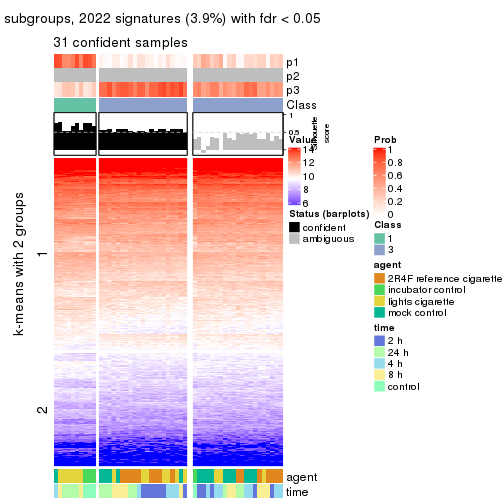 subgroups, 2022 signatures (3.9%) with fdr < 0.05
31 confident samples
p1
p2
p3
Class
1
0.5
0
Silhouette
score
k-means with 2 groups
1
2
agent
time
Value
14
12
10
8
6
Status (barplots)
confident
ambiguous
Prob
1
0.8
0.6
0.4
0.2
0
Class
1
3
agent
2R4F reference cigarette
incubator control
lights cigarette
mock control
time
2 h
24 h
4 h
8 h
control